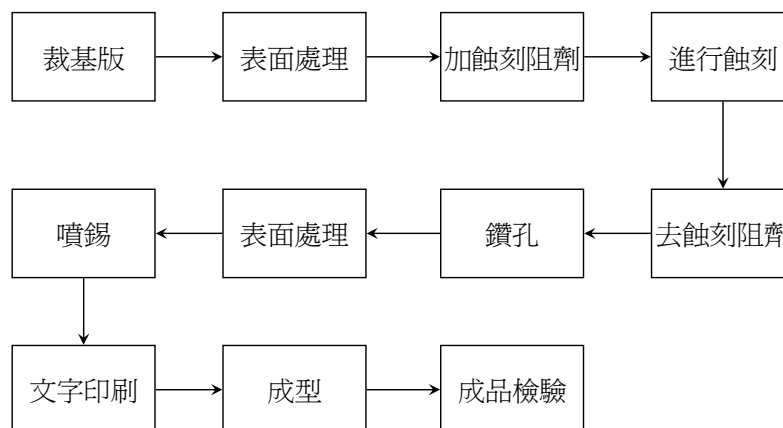 裁基版
表面處理
加蝕刻阻劑
進行蝕刻
去蝕刻阻劑
鑽孔
表面處理
噴錫
文字印刷
成型
成品檢驗